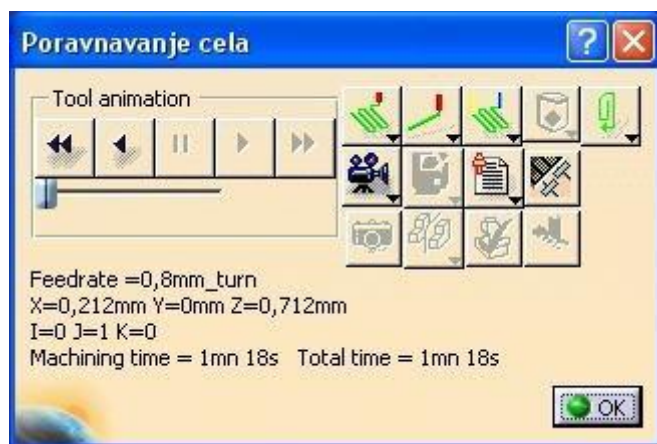 Poravnavanje cela
Tool animation
Feedrate =0,8mm_turn
X=0,212mm Y=0mm Z=0,712mm
I=0 J=1 K=0
Machining time = 1mn 18s Total time = 1mn 18s
OK